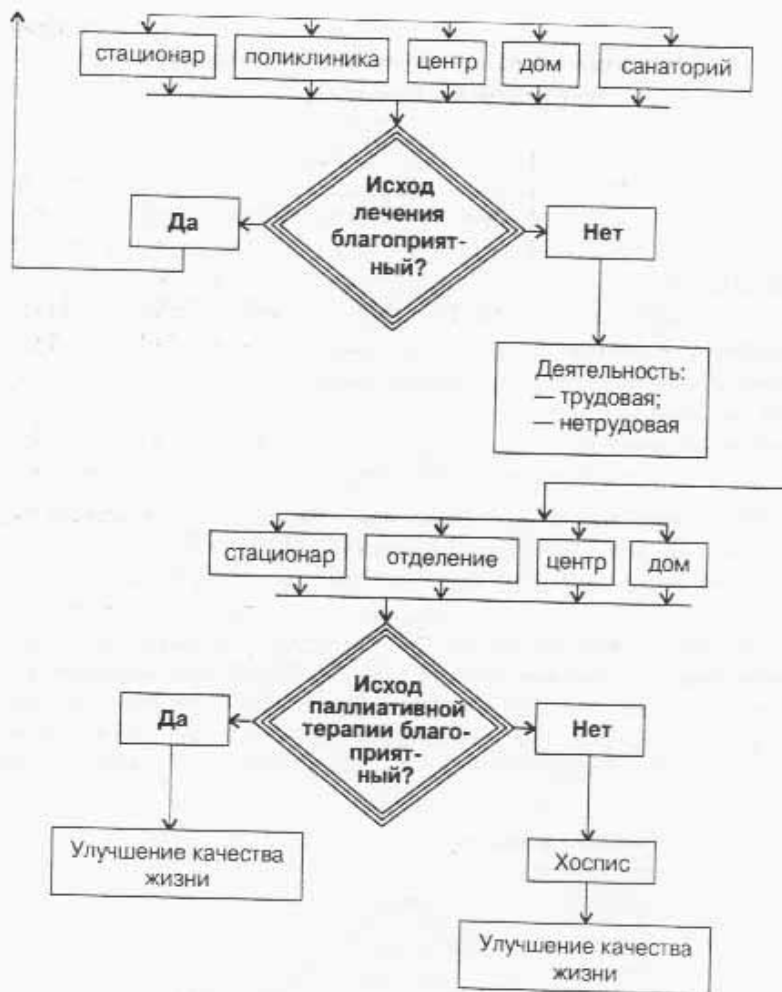 стационар
поликлиника
центр
дом
санаторий
Исход
лечения
благоприят-
ный?
Да
Нет
Деятельность:
— трудовая;
— нетрудовая
стационар
отделение
центр
дом
Исход
паллиативной
терапии благо-
прият-
ный?
Да
Нет
Улучшение качества
жизни
Хоспис
Улучшение качества
жизни